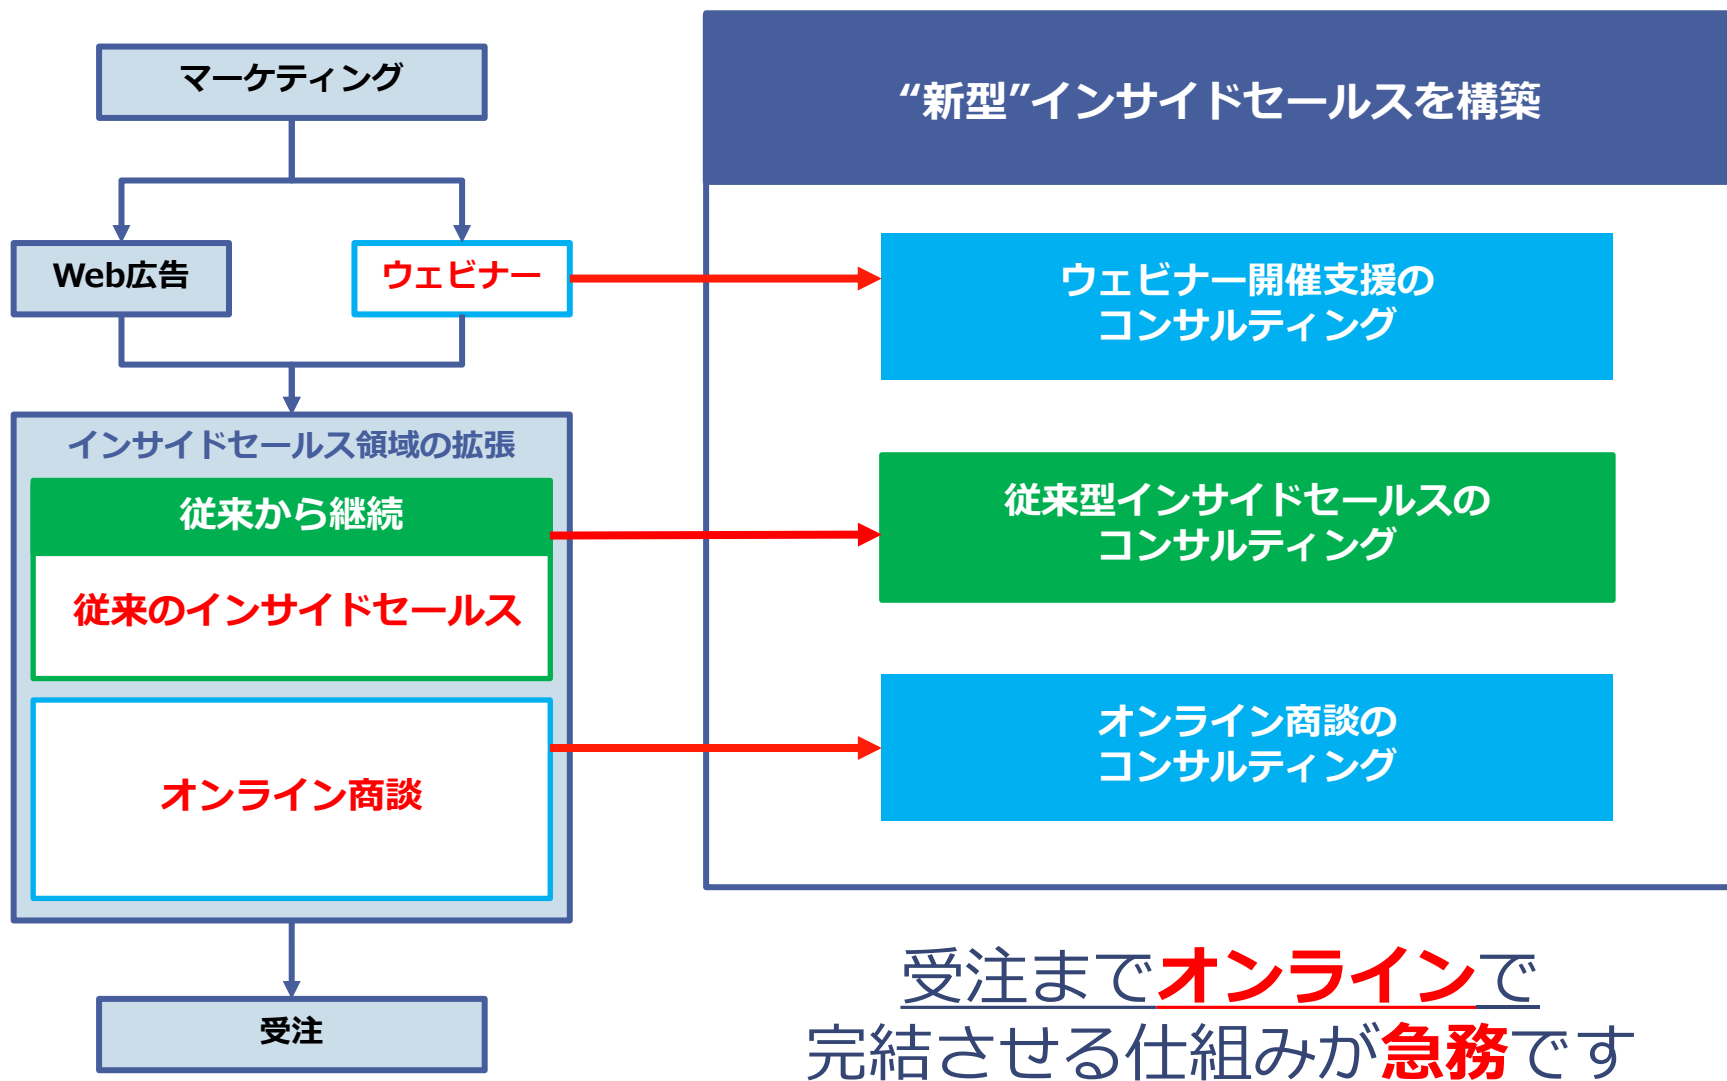 マーケティング
Web広告
ウェビナー
インサイドセールス領域の拡張
従来から継続
従来のインサイドセールス
オンライン商談
受注
“新型”インサイドセールスを構築
ウェビナー開催支援の
コンサルティング
従来型インサイドセールスの
コンサルティング
オンライン商談の
コンサルティング
受注までオンラインで
完結させる仕組みが急務です